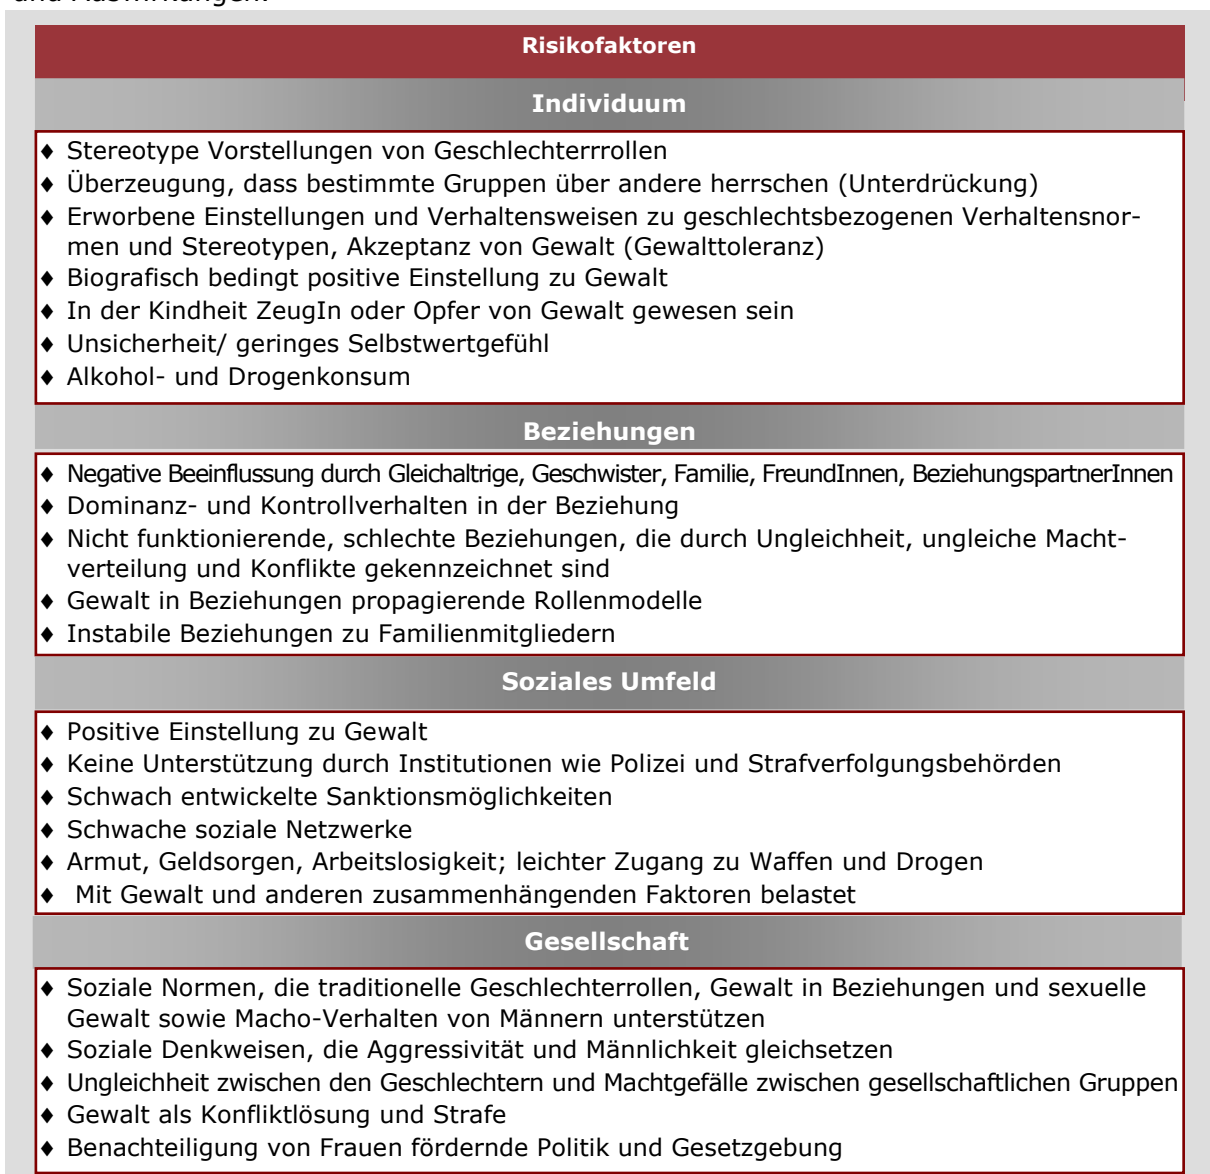 und Auswirkungen.
Risikofaktoren
Individuum
♦ Stereotype Vorstellungen von Geschlechterrrollen
♦ Überzeugung, dass bestimmte Gruppen über andere herrschen (Unterdrückung)
♦ Erworbene Einstellungen und Verhaltensweisen zu geschlechtsbezogenen Verhaltensnor-
men und Stereotypen, Akzeptanz von Gewalt (Gewalttoleranz)
♦ Biografisch bedingt positive Einstellung zu Gewalt
♦ In der Kindheit ZeugIn oder Opfer von Gewalt gewesen sein
♦ Unsicherheit/ geringes Selbstwertgefühl
♦ Alkohol- und Drogenkonsum
Beziehungen
♦ Negative Beeinflussung durch Gleichaltrige, Geschwister, Familie, FreundInnen, BeziehungspartnerInnen
♦ Dominanz- und Kontrollverhalten in der Beziehung
♦ Nicht funktionierende, schlechte Beziehungen, die durch Ungleichheit, ungleiche Macht-
verteilung und Konflikte gekennzeichnet sind
♦ Gewalt in Beziehungen propagierende Rollenmodelle
♦ Instabile Beziehungen zu Familienmitgliedern
Soziales Umfeld
♦ Positive Einstellung zu Gewalt
♦ Keine Unterstützung durch Institutionen wie Polizei und Strafverfolgungsbehörden
♦ Schwach entwickelte Sanktionsmöglichkeiten
♦ Schwache soziale Netzwerke
♦ Armut, Geldsorgen, Arbeitslosigkeit; leichter Zugang zu Waffen und Drogen
♦ Mit Gewalt und anderen zusammenhängenden Faktoren belastet
Gesellschaft
♦ Soziale Normen, die traditionelle Geschlechterrollen, Gewalt in Beziehungen und sexuelle
Gewalt sowie Macho-Verhalten von Männern unterstützen
♦ Soziale Denkweisen, die Aggressivität und Männlichkeit gleichsetzen
♦ Ungleichheit zwischen den Geschlechtern und Machtgefälle zwischen gesellschaftlichen Gruppen
♦ Gewalt als Konfliktlösung und Strafe
♦ Benachteiligung von Frauen fördernde Politik und Gesetzgebung